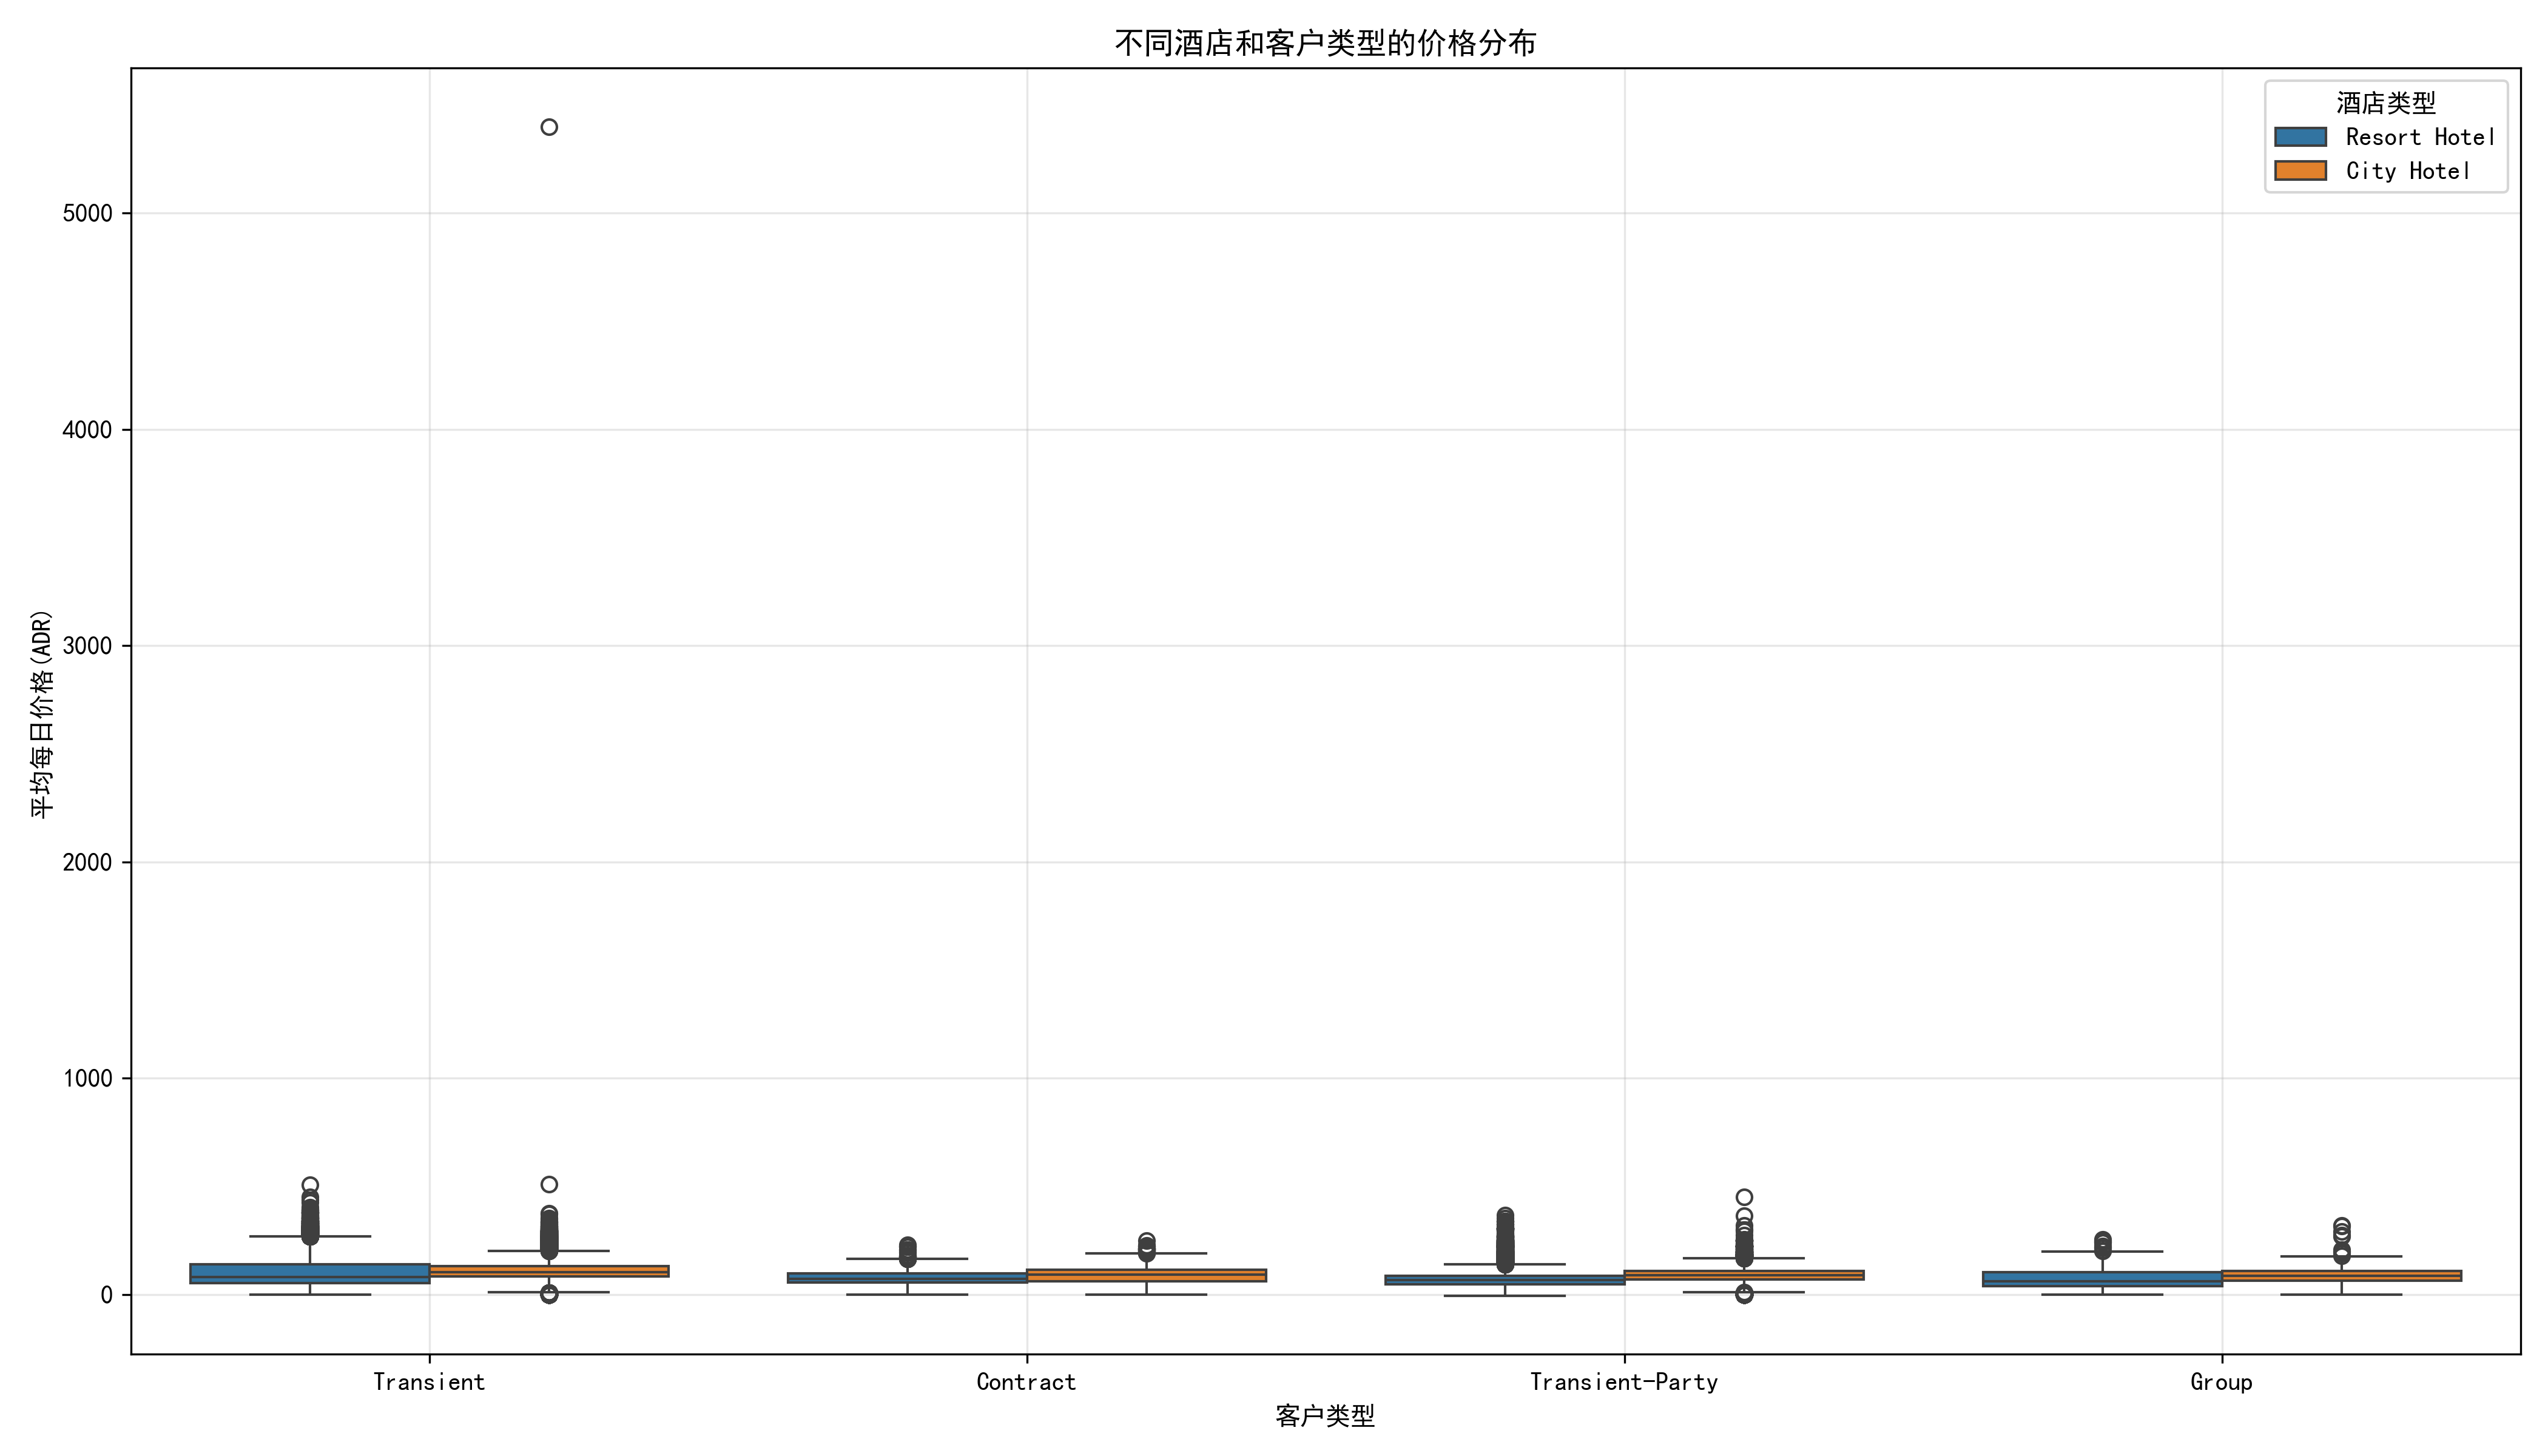 不同酒店和客户类型的价格分布
酒店类型
Resort Hotel
City Hotel
平均每日价格(ADR)
5000
4000
3000
2000
1000
0
Transient
Contract
Transient-Party
Group
客户类型